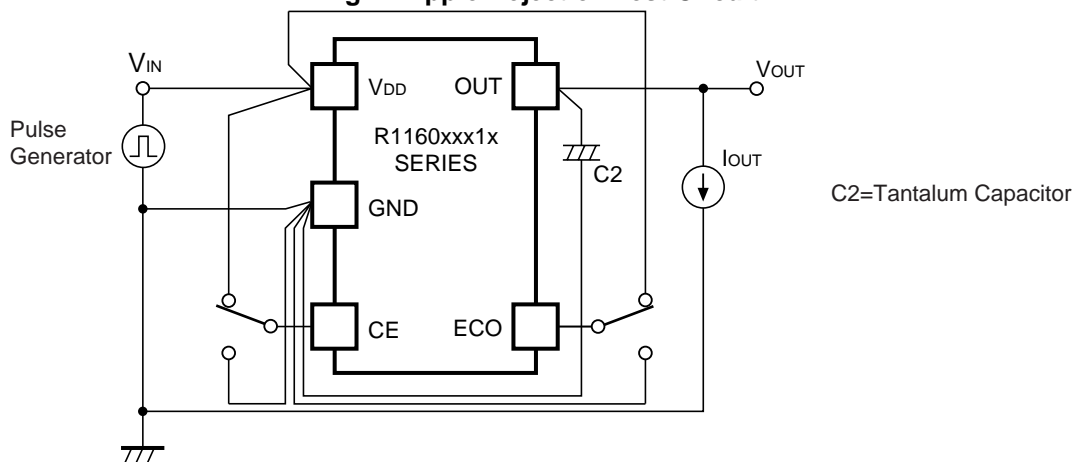 VIN
VDD
OUT
VOUT
Pulse
Generator
R1160xxx1x
SERIES
C2
IOUT
C2=Tantalum Capacitor
GND
CE
ECO